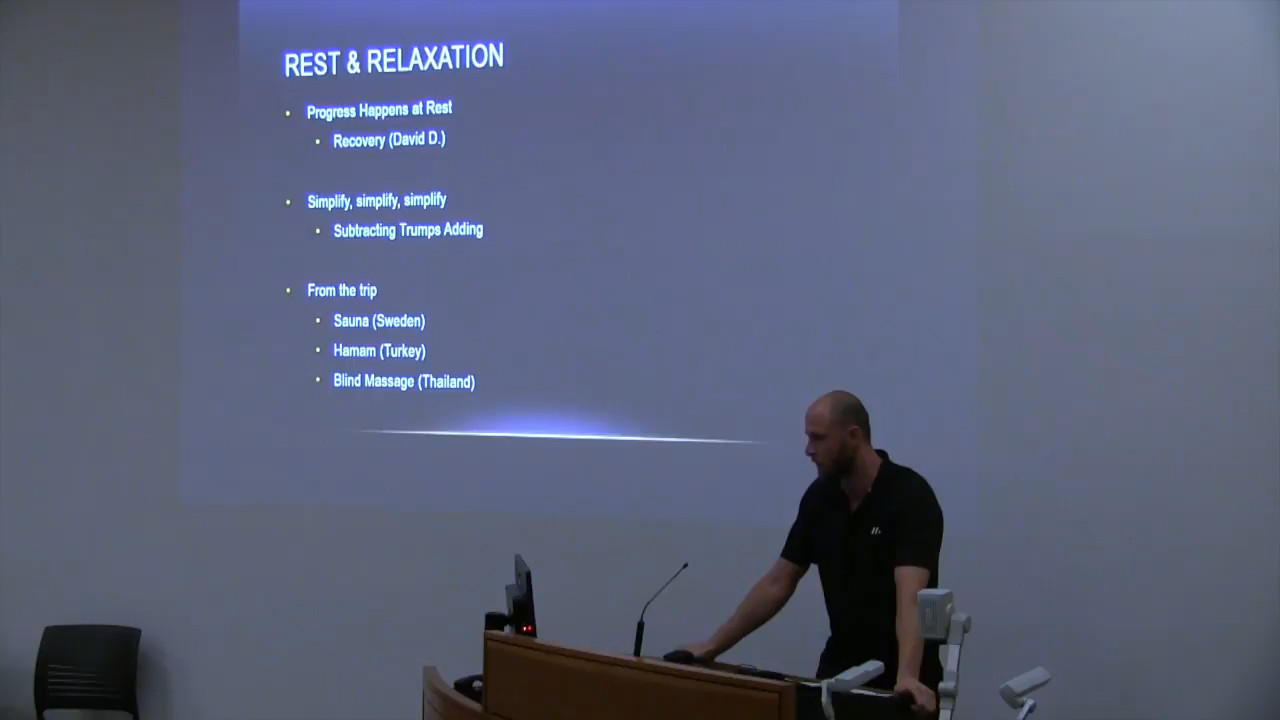 REST & RELAXATION
• Progress Happens at Rest
• Recovery (David D.)
• Simplify, simplify, simplify
• Subtracting Trumps Adding
• From the trip
• Sauna (Sweden)
• Hamam (Turkey)
• Blind Massage (Thailand)